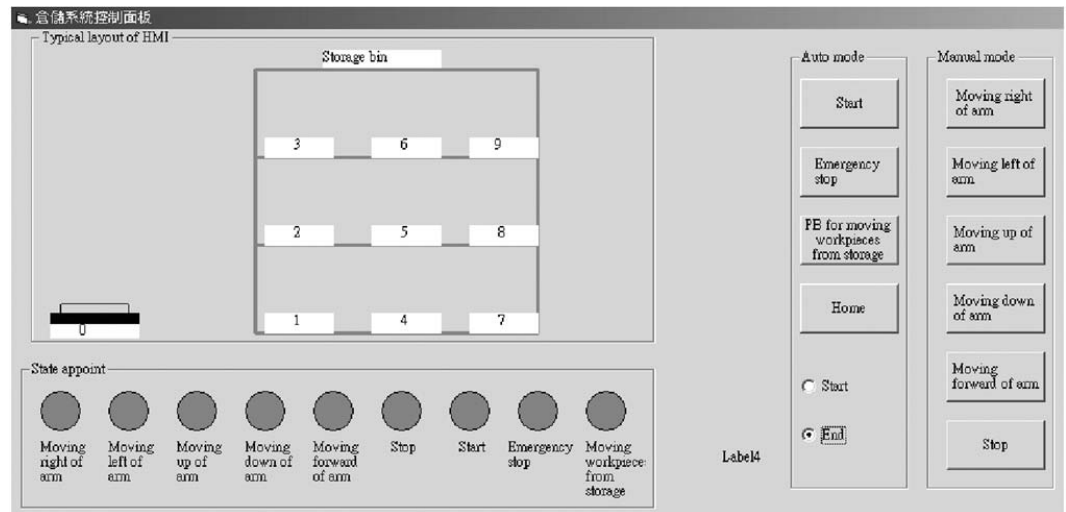 倉儲系統控制面板
Typical layout of HMI
Storage bin
3
6
9
2
5
8
1
4
7
0
State appoint
Moving
right of
arm
Moving
left of
arm
Moving
up of
arm
Moving
down of
arm
Moving
forward
of arm
Stop
Start
Emergency
stop
Moving
workpiece:
from
storage
Label4
Auto mode
Start
Emergency
stop
PB for moving
workpieces
from storage
Home
Start
End
Manual mode
Moving right
of arm
Moving left of
arm
Moving up of
arm
Moving down
of arm
Moving
forward of arm
Stop